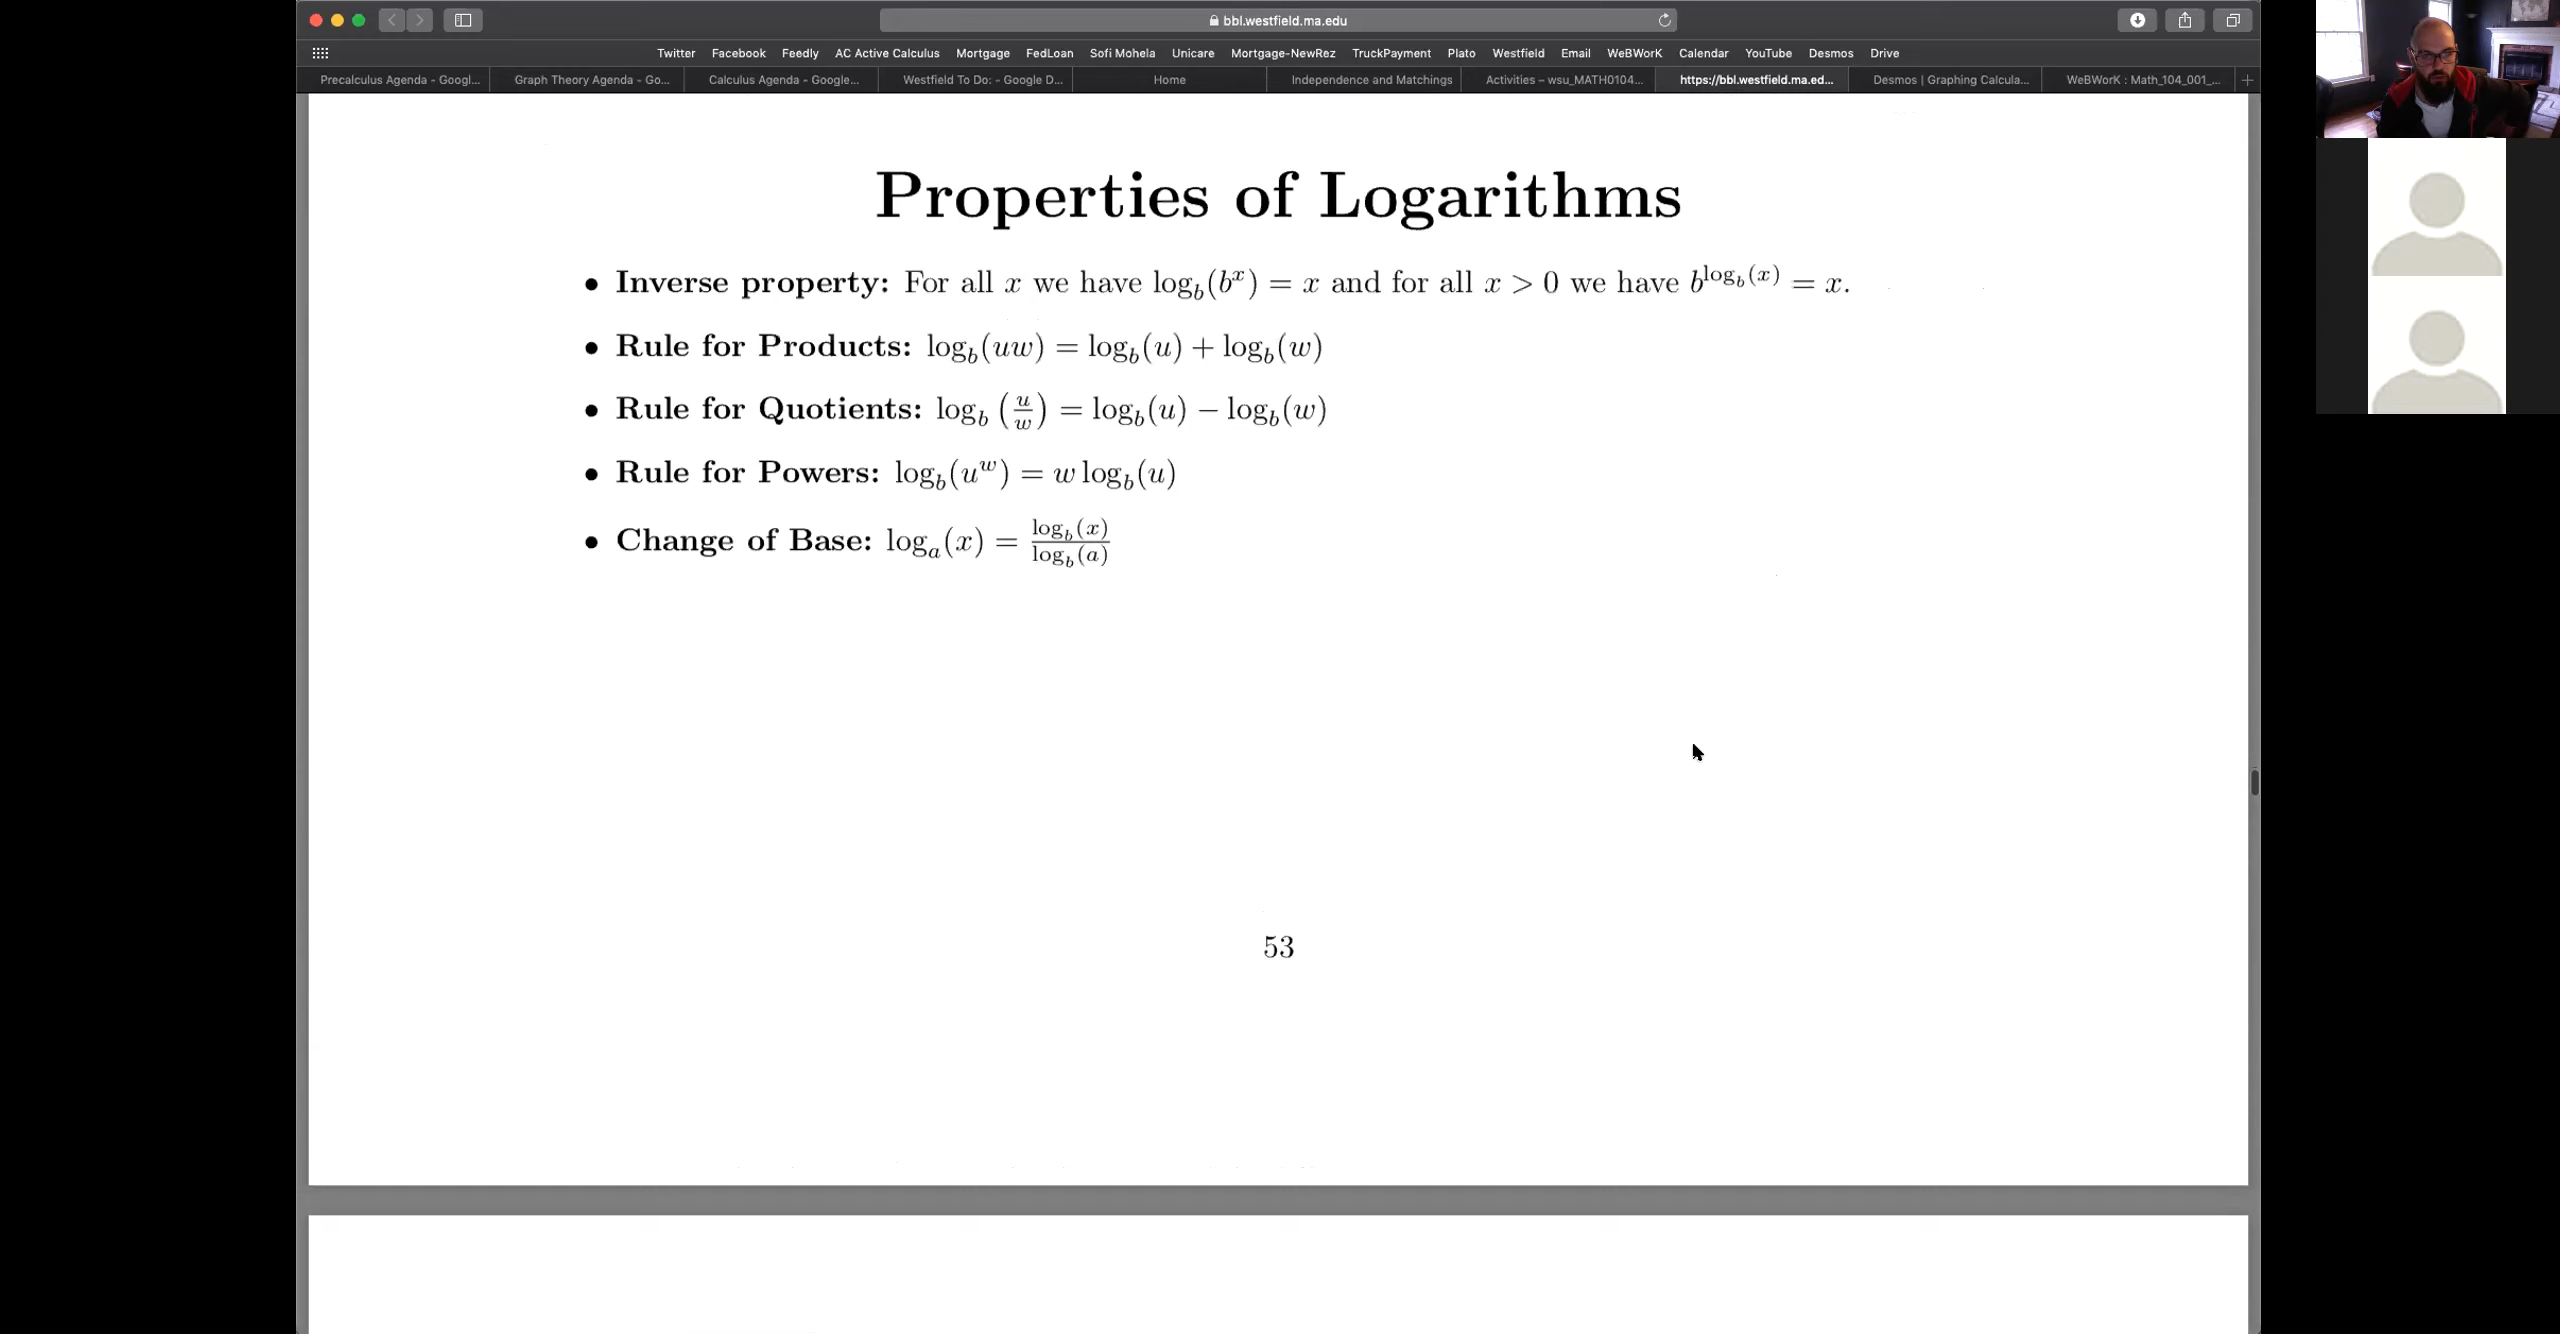 bbl.westfield.ma.edu
Twitter Facebook Feedly AC Active Calculus Mortgage FedLoan Sofi Mohela Unicare Mortgage-NewRez TruckPayment Plato Westfield Email WeBWorK Calendar YouTube Desmos Drive
Precalculus Agenda - Googl... Graph Theory Agenda - Go... Calculus Agenda - Google... Westfield To Do: - Google D... Home Independence and Matchings Activities – wsu_MATH0104... https://bbl.westfield.ma.ed... Desmos | Graphing Calcula... WeBWorK : Math_104_001_...
Properties of Logarithms
• Inverse property: For all x we have log_b(b^x) = x and for all x > 0 we have b^{log_b(x)} = x.
• Rule for Products: log_b(uw) = log_b(u) + log_b(w)
• Rule for Quotients: log_b (u/w) = log_b(u) − log_b(w)
• Rule for Powers: log_b(u^w) = w log_b(u)
• Change of Base: log_a(x) = log_b(x)/log_b(a)
53